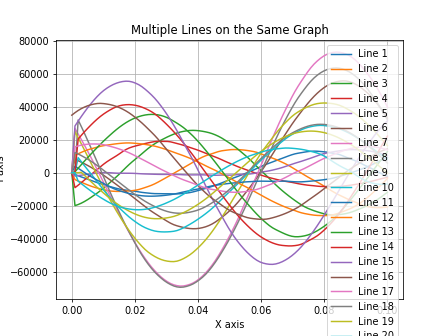 Multiple Lines on the Same Graph
80000
60000
40000
20000
0
−20000
−40000
−60000
0.00
0.02
0.04
0.06
X axis
Line 1
Line 2
Line 3
Line 4
Line 5
Line 6
Line 7
Line 8
Line 9
Line 10
Line 11
Line 12
Line 13
Line 14
Line 15
Line 16
Line 17
Line 18
Line 19
Line 20